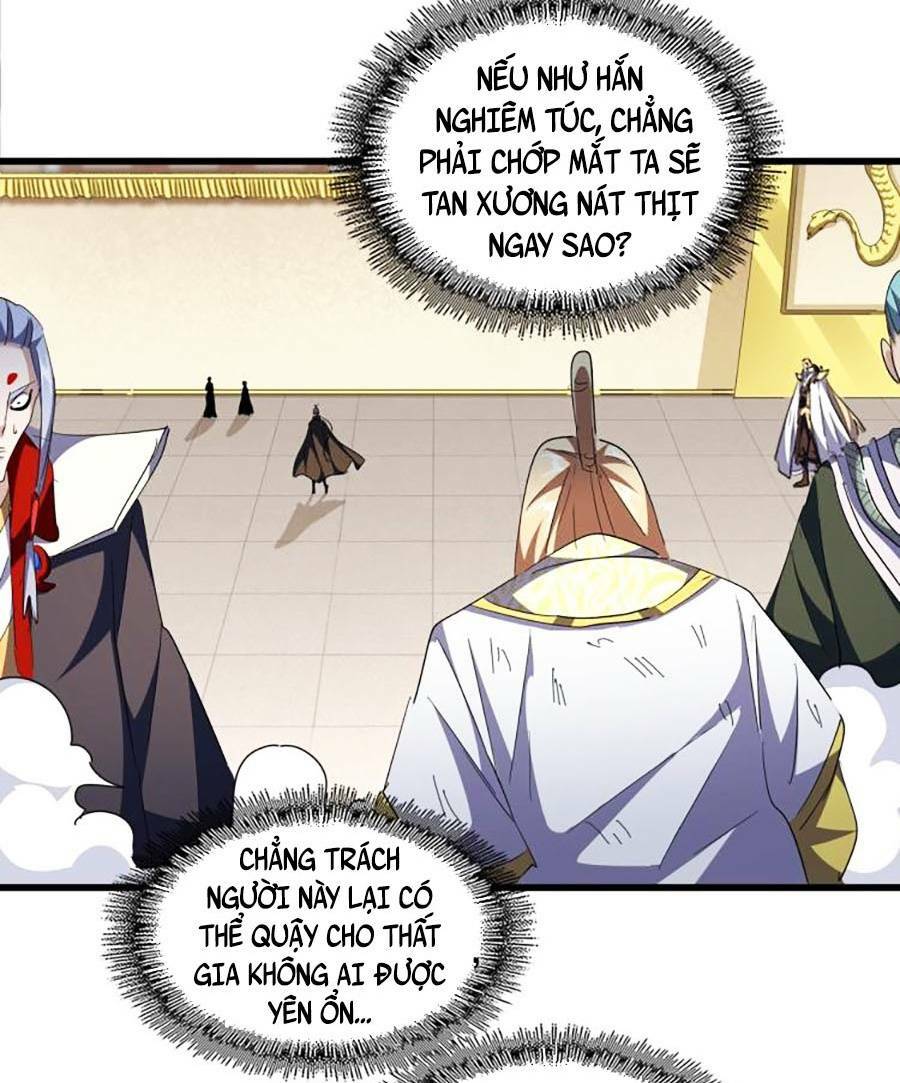 NẾU NHƯ HẮN
NGHIÊM TÚC, CHẲNG
PHẢI CHỚP MẮT TA SẼ
TAN XƯƠNG NÁT THỊT
NGAY SAO?
CHẲNG TRÁCH
NGƯỜI NÀY LẠI CÓ
THỂ QUẬY CHO THẤT
GIA KHÔNG AI ĐƯỢC
YÊN ỔN...